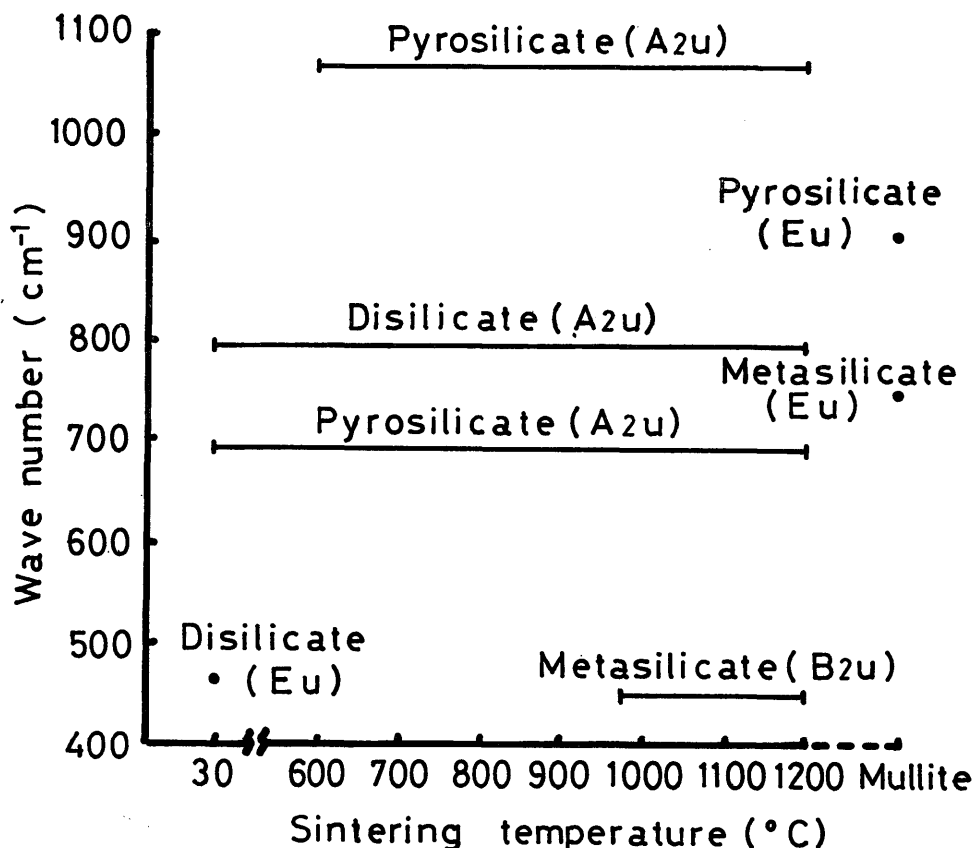 1100
Pyrosilicate (A2u)
1000
Pyrosilicate
(Eu)
900
Disilicate (A2u)
800
Metasilicate
(Eu)
Pyrosilicate (A2u)
700
600
Disilicate
(Eu)
500
Metasilicate (B2u)
400
30 600 700 800 900 1000 1100 1200 Mullite
Sintering temperature (°C)
Wave number (cm⁻¹)